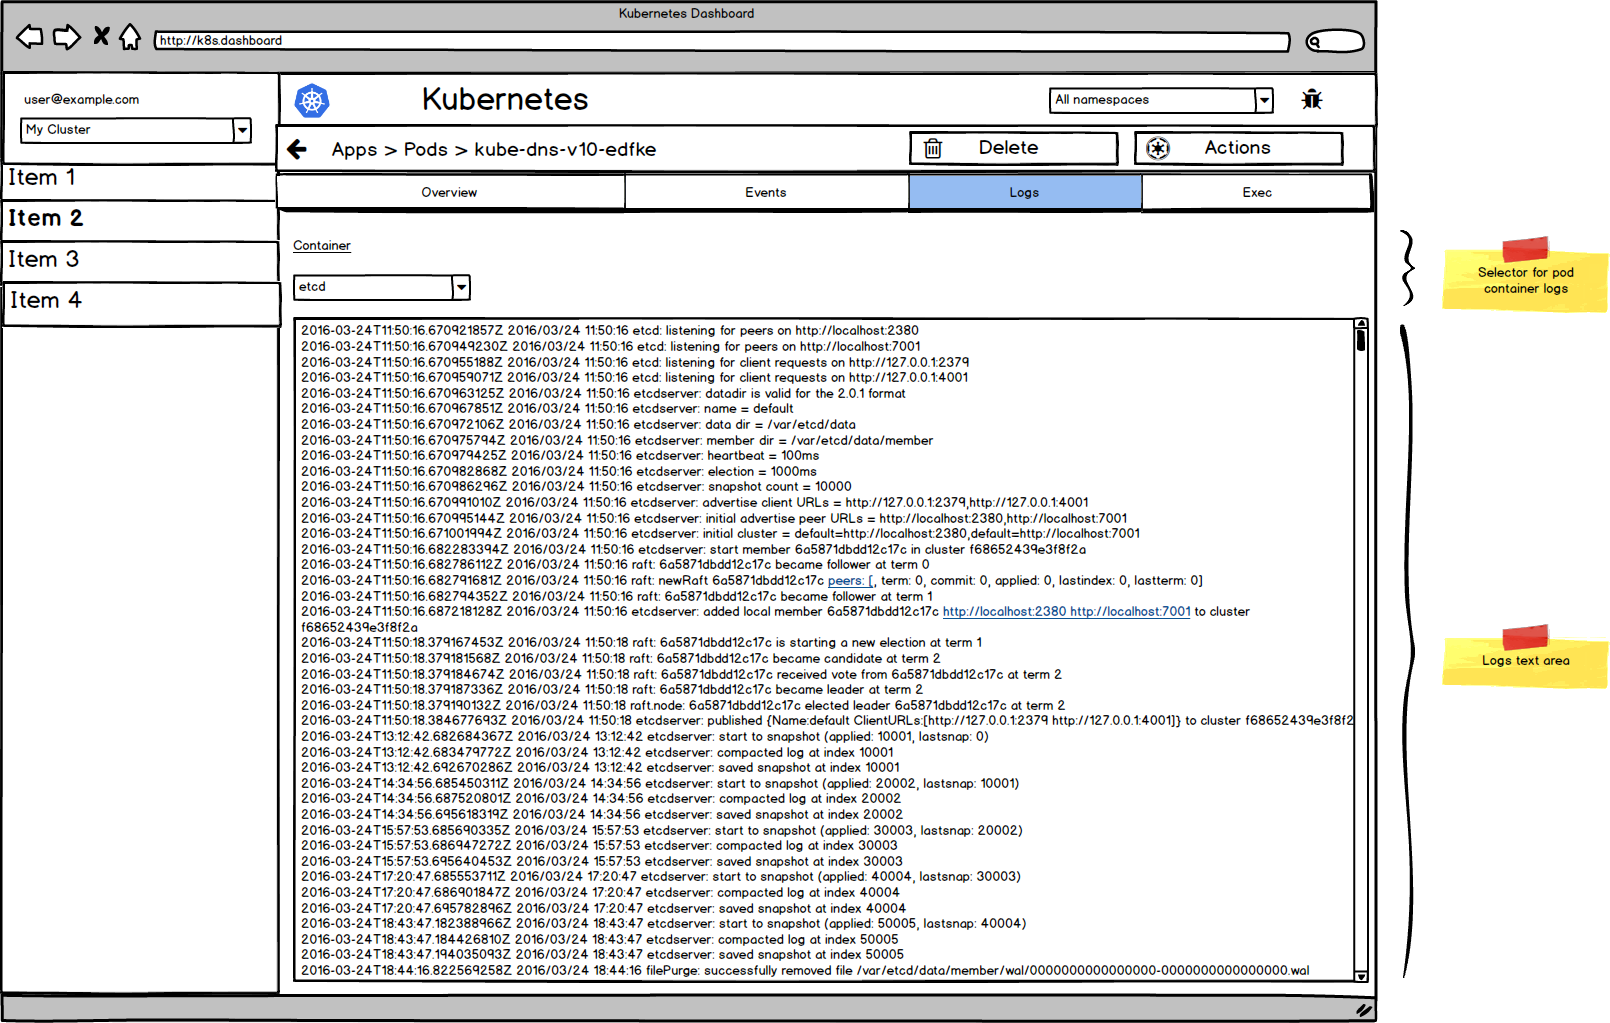 Kubernetes Dashboard
http://k8s.dashboard
user@example.com
My Cluster
Kubernetes
All namespaces
Apps > Pods > kube-dns-v10-edfke
Delete
Actions
Item 1
Item 2
Item 3
Item 4
Overview
Events
Logs
Exec
Container
etcd
2016-03-24T11:50:16.670921857Z 2016/03/24 11:50:16 etcd: listening for peers on http://localhost:2380
2016-03-24T11:50:16.670949230Z 2016/03/24 11:50:16 etcd: listening for peers on http://localhost:7001
2016-03-24T11:50:16.670955188Z 2016/03/24 11:50:16 etcd: listening for client requests on http://127.0.0.1:2379
2016-03-24T11:50:16.670959071Z 2016/03/24 11:50:16 etcd: listening for client requests on http://127.0.0.1:4001
2016-03-24T11:50:16.670963125Z 2016/03/24 11:50:16 etcdserver: datadir is valid for the 2.0.1 format
2016-03-24T11:50:16.670967851Z 2016/03/24 11:50:16 etcdserver: name = default
2016-03-24T11:50:16.670972106Z 2016/03/24 11:50:16 etcdserver: data dir = /var/etcd/data
2016-03-24T11:50:16.670975794Z 2016/03/24 11:50:16 etcdserver: member dir = /var/etcd/data/member
2016-03-24T11:50:16.670979425Z 2016/03/24 11:50:16 etcdserver: heartbeat = 100ms
2016-03-24T11:50:16.670982868Z 2016/03/24 11:50:16 etcdserver: election = 1000ms
2016-03-24T11:50:16.670986296Z 2016/03/24 11:50:16 etcdserver: snapshot count = 10000
2016-03-24T11:50:16.670991010Z 2016/03/24 11:50:16 etcdserver: advertise client URLs = http://127.0.0.1:2379,http://127.0.0.1:4001
2016-03-24T11:50:16.670995144Z 2016/03/24 11:50:16 etcdserver: initial advertise peer URLs = http://localhost:2380,http://localhost:7001
2016-03-24T11:50:16.671001994Z 2016/03/24 11:50:16 etcdserver: initial cluster = default=http://localhost:2380,default=http://localhost:7001
2016-03-24T11:50:16.682283394Z 2016/03/24 11:50:16 etcdserver: start member 6a5871dbdd12c17c in cluster f68652439e3f8f2a
2016-03-24T11:50:16.682786112Z 2016/03/24 11:50:16 raft: 6a5871dbdd12c17c became follower at term 0
2016-03-24T11:50:16.682791681Z 2016/03/24 11:50:16 raft: newRaft 6a5871dbdd12c17c peers: [, term: 0, commit: 0, applied: 0, lastindex: 0, lastterm: 0]
2016-03-24T11:50:16.682794352Z 2016/03/24 11:50:16 raft: 6a5871dbdd12c17c became follower at term 1
2016-03-24T11:50:16.687218128Z 2016/03/24 11:50:16 etcdserver: added local member 6a5871dbdd12c17c http://localhost:2380 http://localhost:7001 to cluster
f68652439e3f8f2a
2016-03-24T11:50:18.379167453Z 2016/03/24 11:50:18 raft: 6a5871dbdd12c17c is starting a new election at term 1
2016-03-24T11:50:18.379181568Z 2016/03/24 11:50:18 raft: 6a5871dbdd12c17c became candidate at term 2
2016-03-24T11:50:18.379184674Z 2016/03/24 11:50:18 raft: 6a5871dbdd12c17c received vote from 6a5871dbdd12c17c at term 2
2016-03-24T11:50:18.379187336Z 2016/03/24 11:50:18 raft: 6a5871dbdd12c17c became leader at term 2
2016-03-24T11:50:18.379190132Z 2016/03/24 11:50:18 raft.node: 6a5871dbdd12c17c elected leader 6a5871dbdd12c17c at term 2
2016-03-24T11:50:18.384677693Z 2016/03/24 11:50:18 etcdserver: published {Name:default ClientURLs:[http://127.0.0.1:2379 http://127.0.0.1:4001]} to cluster f68652439e3f8f2
2016-03-24T13:12:42.682684367Z 2016/03/24 13:12:42 etcdserver: start to snapshot (applied: 10001, lastsnap: 0)
2016-03-24T13:12:42.683479772Z 2016/03/24 13:12:42 etcdserver: compacted log at index 10001
2016-03-24T13:12:42.692670286Z 2016/03/24 13:12:42 etcdserver: saved snapshot at index 10001
2016-03-24T14:34:56.685450311Z 2016/03/24 14:34:56 etcdserver: start to snapshot (applied: 20002, lastsnap: 10001)
2016-03-24T14:34:56.687520801Z 2016/03/24 14:34:56 etcdserver: compacted log at index 20002
2016-03-24T14:34:56.695618319Z 2016/03/24 14:34:56 etcdserver: saved snapshot at index 20002
2016-03-24T15:57:53.685690335Z 2016/03/24 15:57:53 etcdserver: start to snapshot (applied: 30003, lastsnap: 20002)
2016-03-24T15:57:53.686947272Z 2016/03/24 15:57:53 etcdserver: compacted log at index 30003
2016-03-24T15:57:53.695640453Z 2016/03/24 15:57:53 etcdserver: saved snapshot at index 30003
2016-03-24T17:20:47.685553711Z 2016/03/24 17:20:47 etcdserver: start to snapshot (applied: 40004, lastsnap: 30003)
2016-03-24T17:20:47.686901847Z 2016/03/24 17:20:47 etcdserver: compacted log at index 40004
2016-03-24T17:20:47.695782896Z 2016/03/24 17:20:47 etcdserver: saved snapshot at index 40004
2016-03-24T18:43:47.182388966Z 2016/03/24 18:43:47 etcdserver: start to snapshot (applied: 50005, lastsnap: 40004)
2016-03-24T18:43:47.184426810Z 2016/03/24 18:43:47 etcdserver: compacted log at index 50005
2016-03-24T18:43:47.194035093Z 2016/03/24 18:43:47 etcdserver: saved snapshot at index 50005
2016-03-24T18:44:16.822569258Z 2016/03/24 18:44:16 filePurge: successfully removed file /var/etcd/data/member/wal/0000000000000000-0000000000000000.wal
Selector for pod
container logs
Logs text area